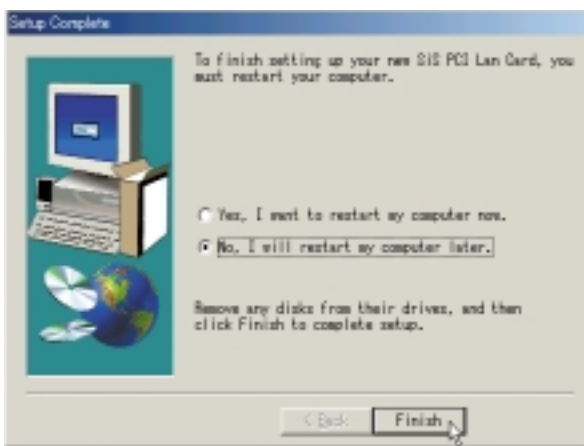 Setup Complete
To finish setting up your new SiS PCI Lan Card, you
must restart your computer.
Yes, I want to restart my computer now.
No, I will restart my computer later.
Remove any disks from their drives, and then
click Finish to complete setup.
< Back
Finish